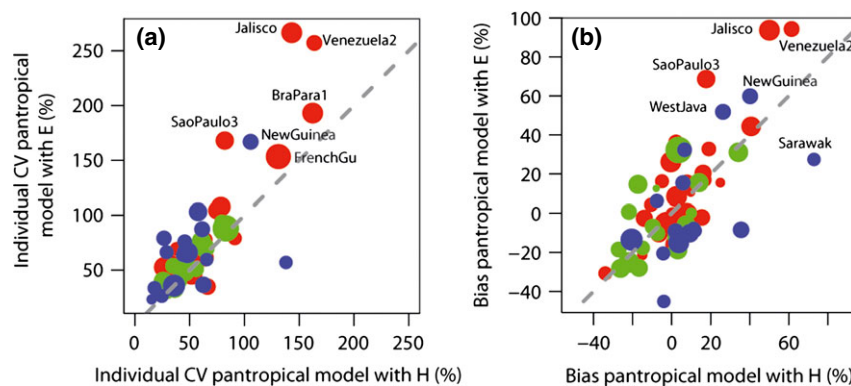 (a)
Jalisco
Venezuela2
BraPara1
SaoPaulo3
NewGuinea
FrenchGu
250
200
150
100
50
0 50 100 150 200 250
Individual CV pantropical
model with E (%)
Individual CV pantropical model with H (%)
(b)
Jalisco
Venezuela2
SaoPaulo3
NewGuinea
WestJava
Sarawak
100
80
60
40
20
0
−20
−40
−40 0 20 60
Bias pantropical model with E (%)
Bias pantropical model with H (%)